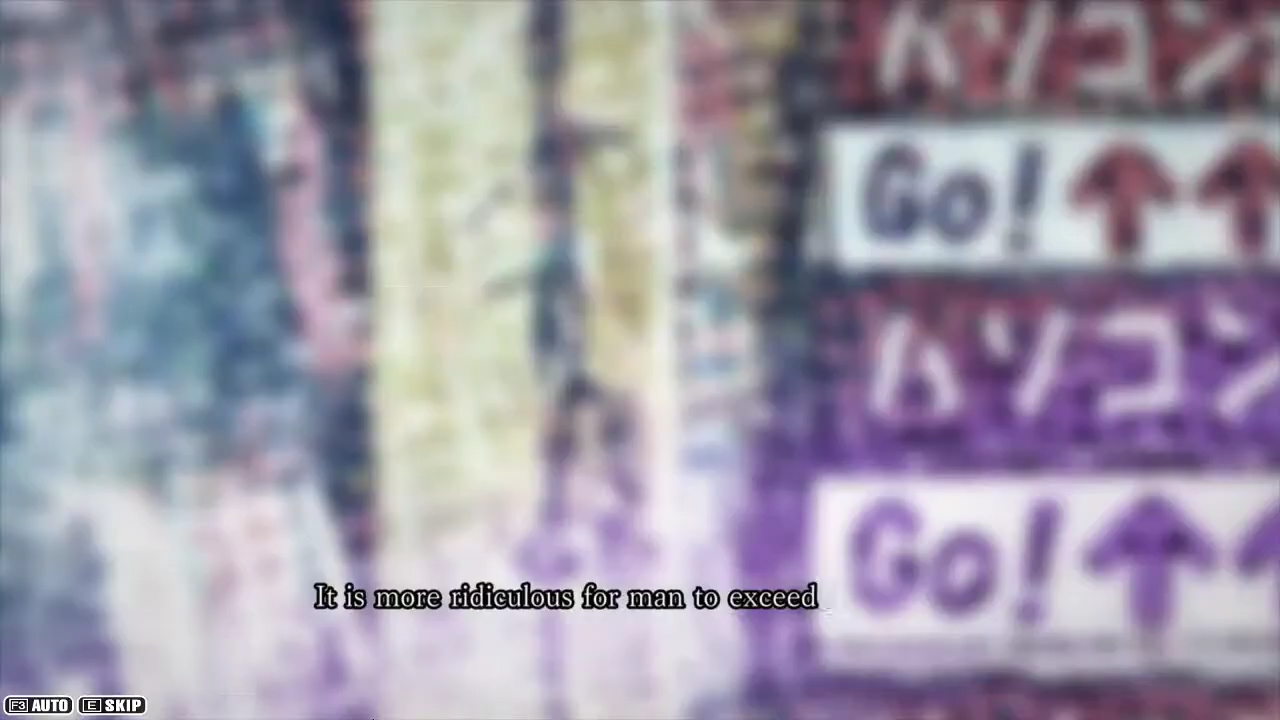 パソコン
Go! ↑ ↑
パソコン
Go! ↑
It is more ridiculous for man to exceed
F3 AUTO E SKIP